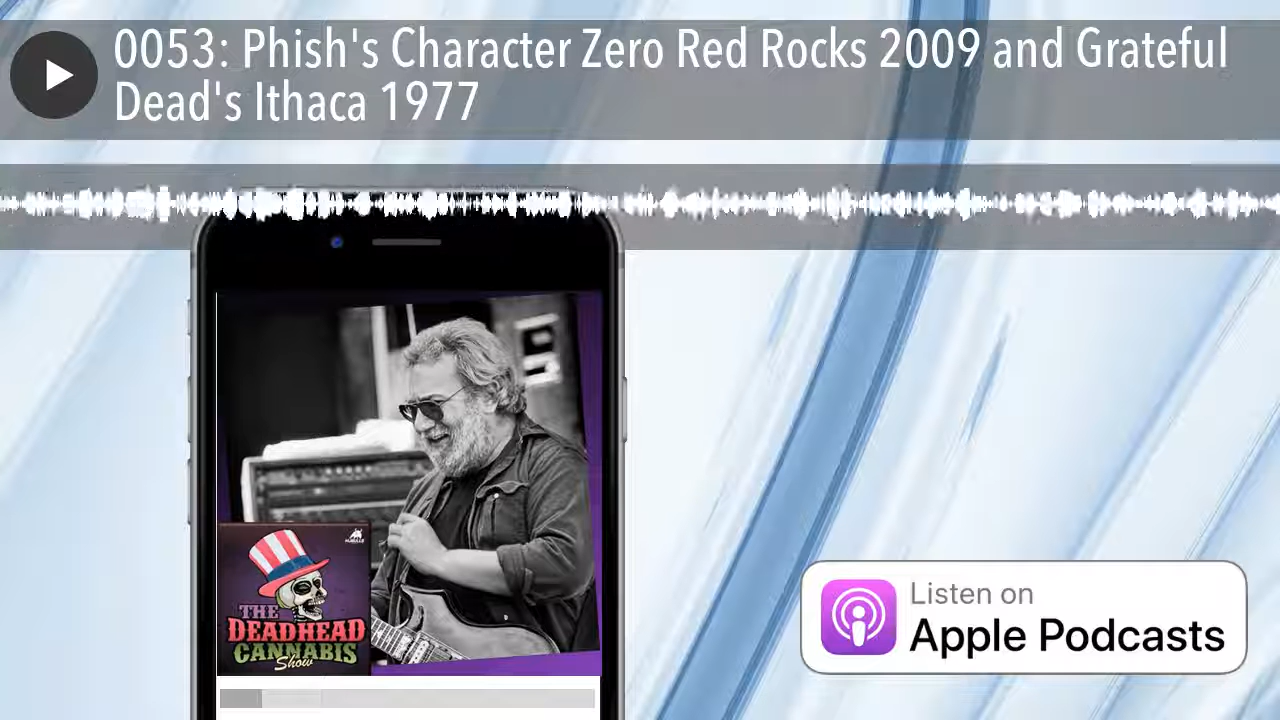 0053: Phish's Character Zero Red Rocks 2009 and Grateful
Dead's Ithaca 1977
THE
DEADHEAD
CANNABIS
Show
Listen on
Apple Podcasts